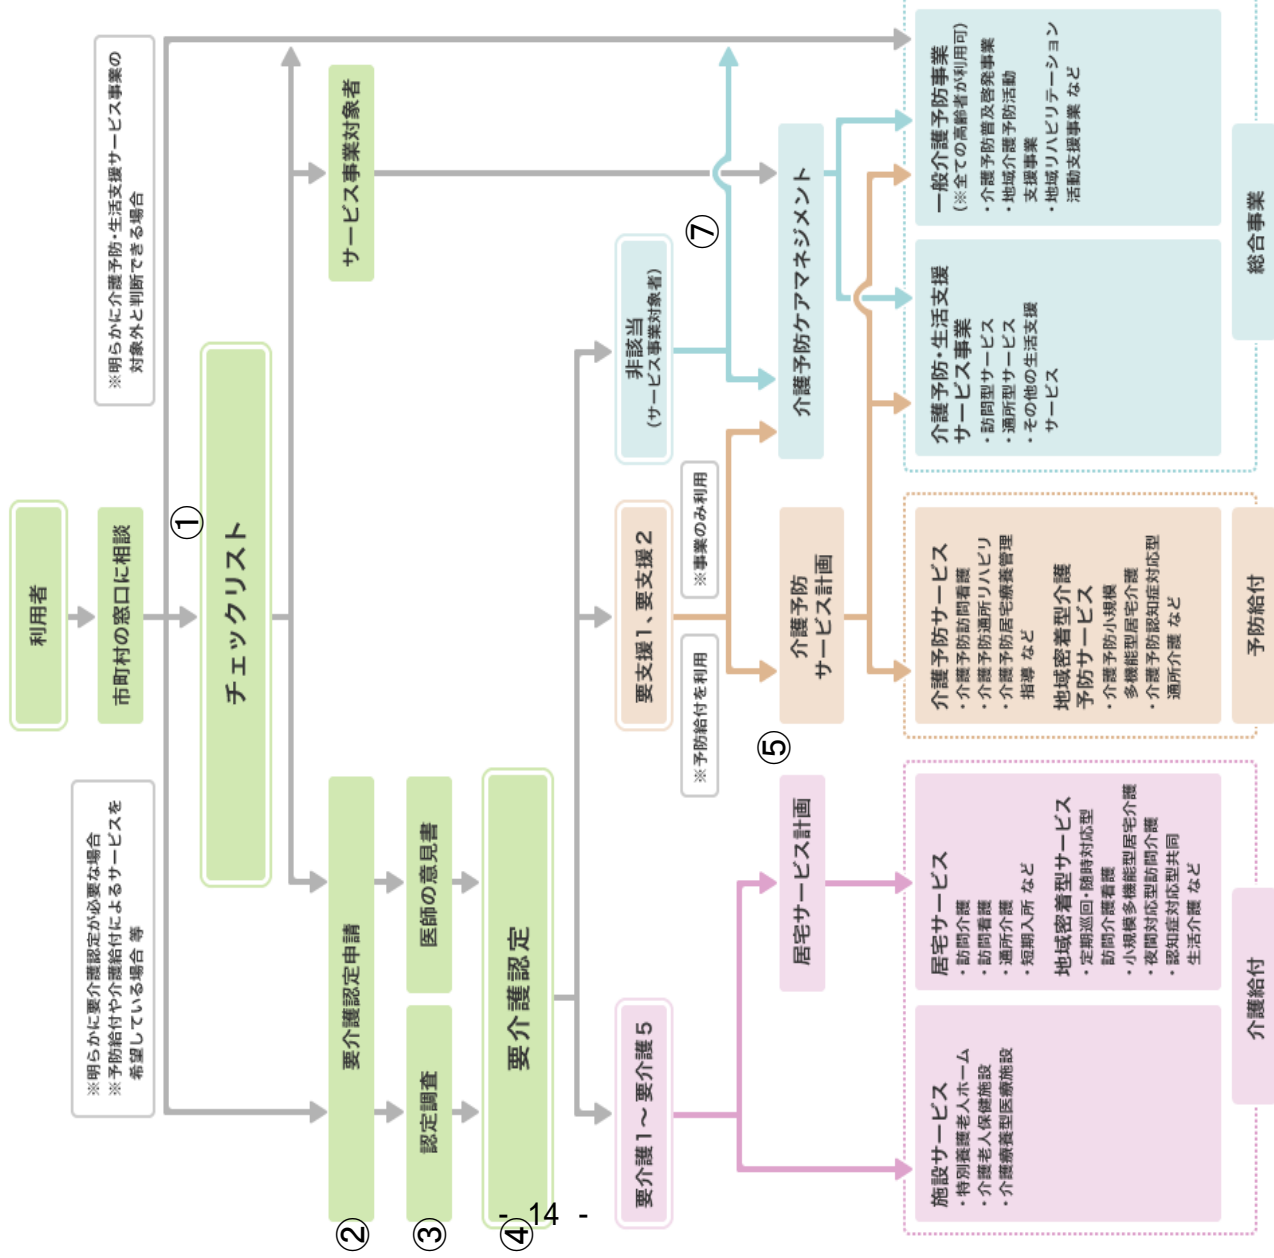 利用者
市町村の窓口に相談
※明らかに要介護認定が必要な場合
※予防給付や介護給付によるサービスを
希望している場合 等
※明らかに介護予防・生活支援サービス事業の
対象外と判断できる場合
①
チェックリスト
②
要介護認定申請
サービス事業対象者
③
認定調査
医師の意見書
④
要介護認定
要介護1～要介護5
要支援1、要支援2
非該当
(サービス事業対象者)
※予防給付を利用
※事業のみ利用
⑦
⑤
居宅サービス計画
介護予防
サービス計画
介護予防ケアマネジメント
施設サービス
・特別養護老人ホーム
・介護老人保健施設
・介護療養型医療施設
居宅サービス
・訪問介護
・訪問看護
・通所介護
・短期入所 など
地域密着型サービス
・定期巡回・随時対応型
訪問介護看護
・小規模多機能型居宅介護
・夜間対応型訪問介護
・認知症対応型共同
生活介護 など
介護予防サービス
・介護予防訪問看護
・介護予防通所リハビリ
・介護予防居宅療養管理
指導 など
地域密着型介護
予防サービス
・介護予防小規模
多機能型居宅介護
・介護予防認知症対応型
通所介護 など
介護予防・生活支援
サービス事業
・訪問型サービス
・通所型サービス
・その他の生活支援
サービス
一般介護予防事業
(※全ての高齢者が利用可)
・介護予防普及啓発事業
・地域介護予防活動
支援事業
・地域リハビリテーション
活動支援事業 など
介護給付
予防給付
総合事業
- 14 -